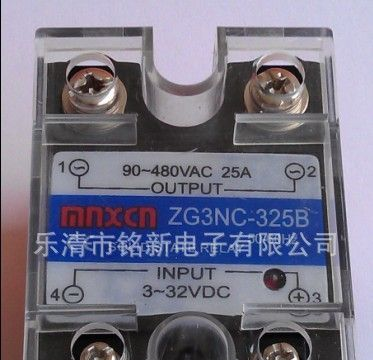 90~480VAC 25A
1 OUTPUT 2
mnxcn ZG3NC-325B
乐清市铭新电子有限公司
4 INPUT 3
3~32VDC